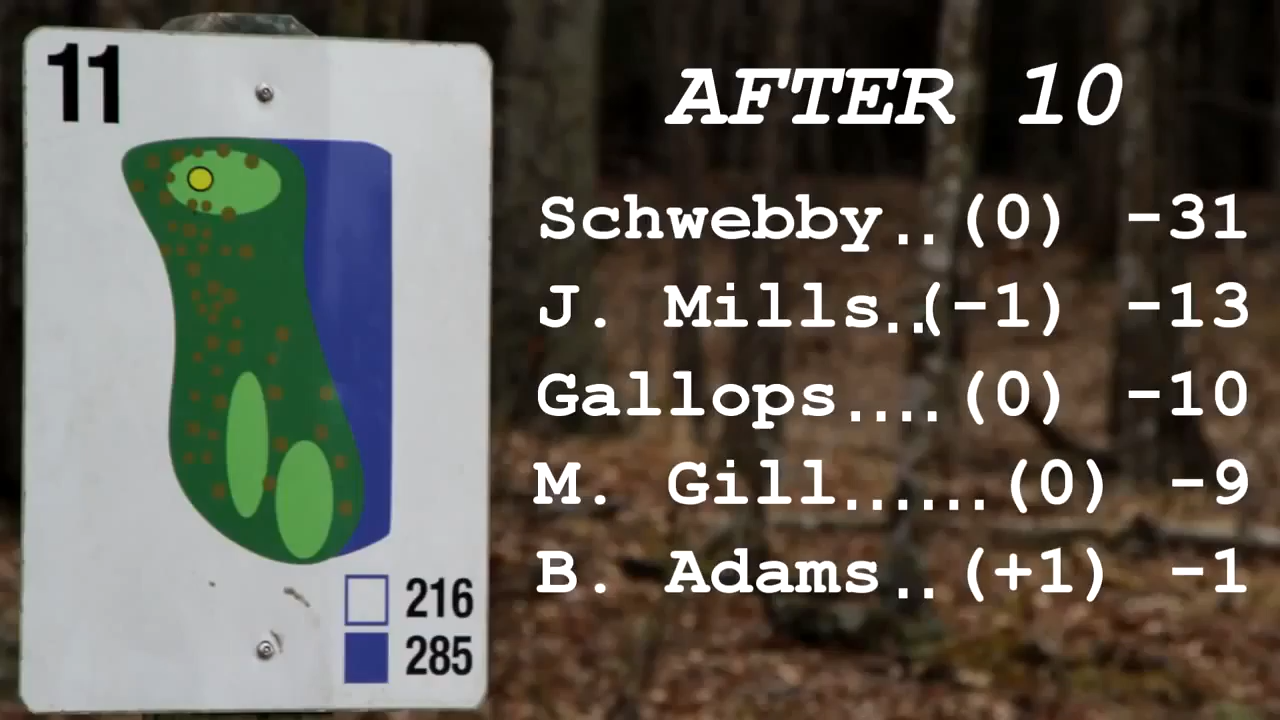 11
216
285
AFTER 10
Schwebby..(0) -31
J. Mills..(-1) -13
Gallops....(0) -10
M. Gill......(0) -9
B. Adams..(+1) -1